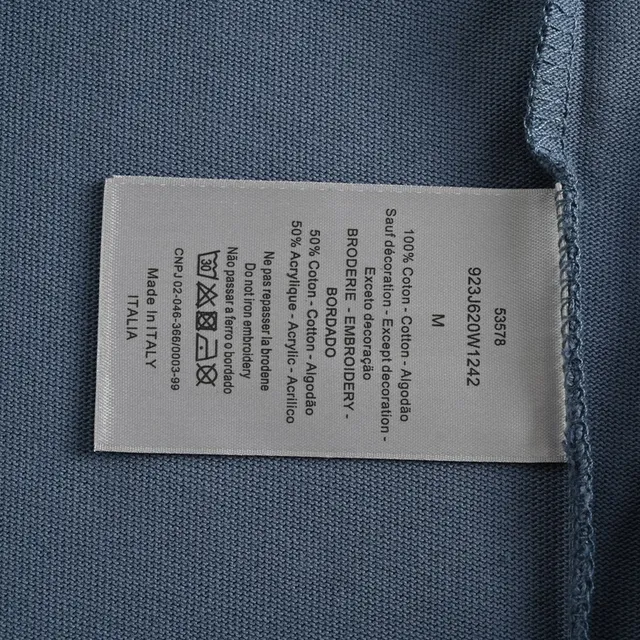 53578
923J620W1242
M
100% Coton - Cotton - Algodão
Sauf décoration - Except decoration -
Exceto decoração
BRODERIE - EMBROIDERY -
BORDADO
50% Coton - Cotton - Algodão
50% Acrylique - Acrylic - Acrilico
Ne pas repasser la broderie
Do not iron embroidery
Não passar a ferro o bordado
30
CNPJ 02-046-366/0003-99
Made in ITALY
ITALIA